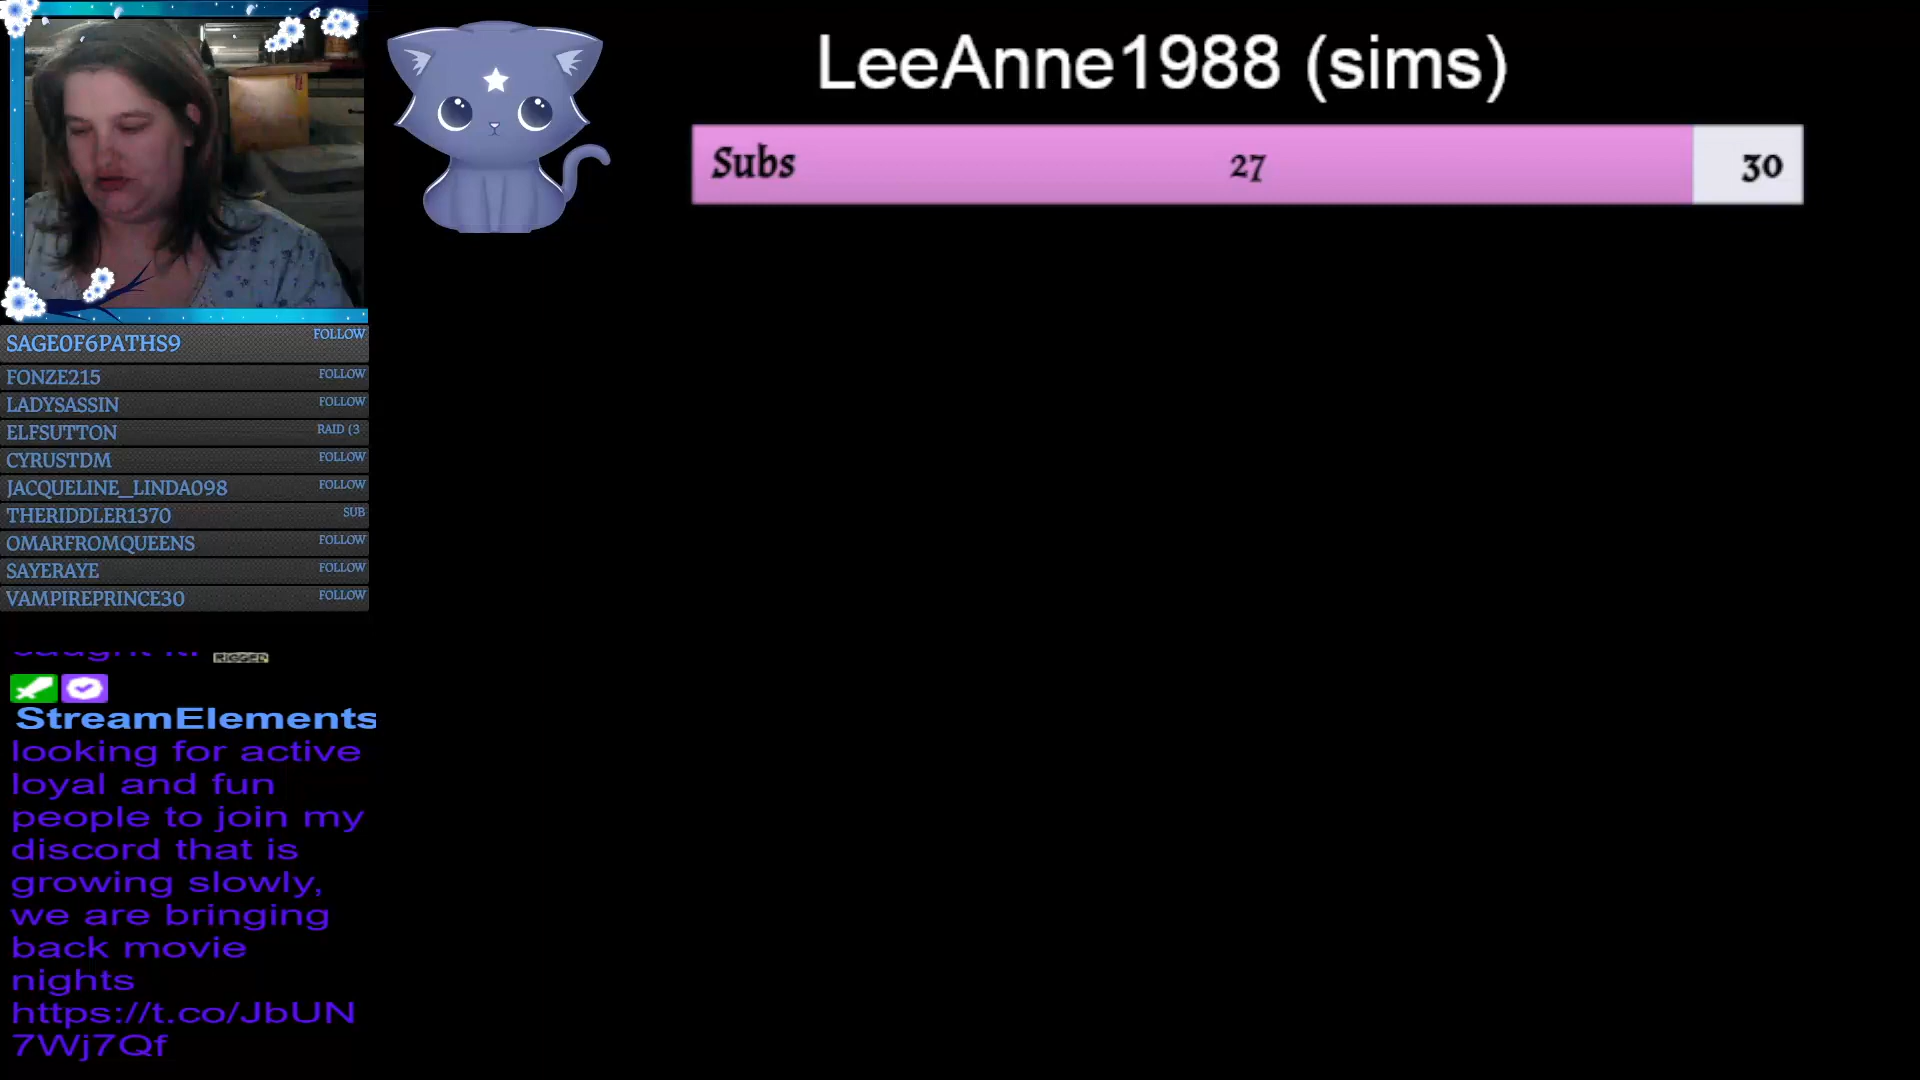 LeeAnne1988 (sims)
Subs 27 30
SAGE0F6PATHS9 FOLLOW
FONZE215 FOLLOW
LADYSASSIN FOLLOW
ELFSUTTON RAID (3
CYRUSTDM FOLLOW
JACQUELINE_LINDA098 FOLLOW
THERIDDLER1370 SUB
OMARFROMQUEENS FOLLOW
SAYERAYE FOLLOW
VAMPIREPRINCE30 FOLLOW
RIGGED
StreamElements
looking for active
loyal and fun
people to join my
discord that is
growing slowly,
we are bringing
back movie
nights
https://t.co/JbUN
7Wj7Qf